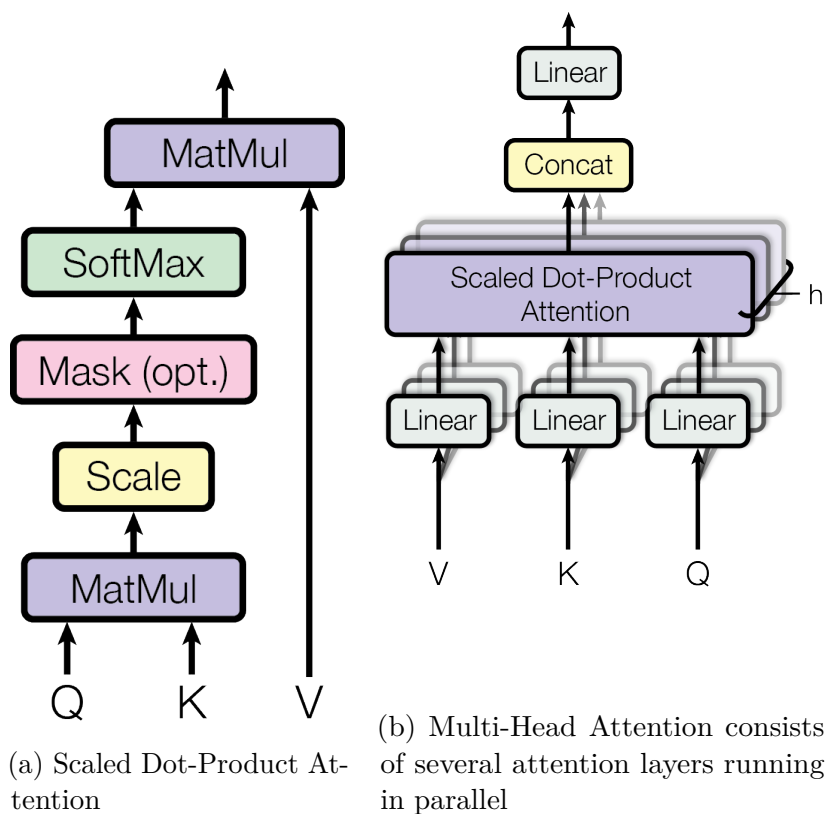 MatMul
SoftMax
Mask (opt.)
Scale
MatMul
Q K V
(a) Scaled Dot-Product At-
tention
Linear
Concat
Scaled Dot-Product
Attention
h
Linear Linear Linear
V K Q
(b) Multi-Head Attention consists
of several attention layers running
in parallel